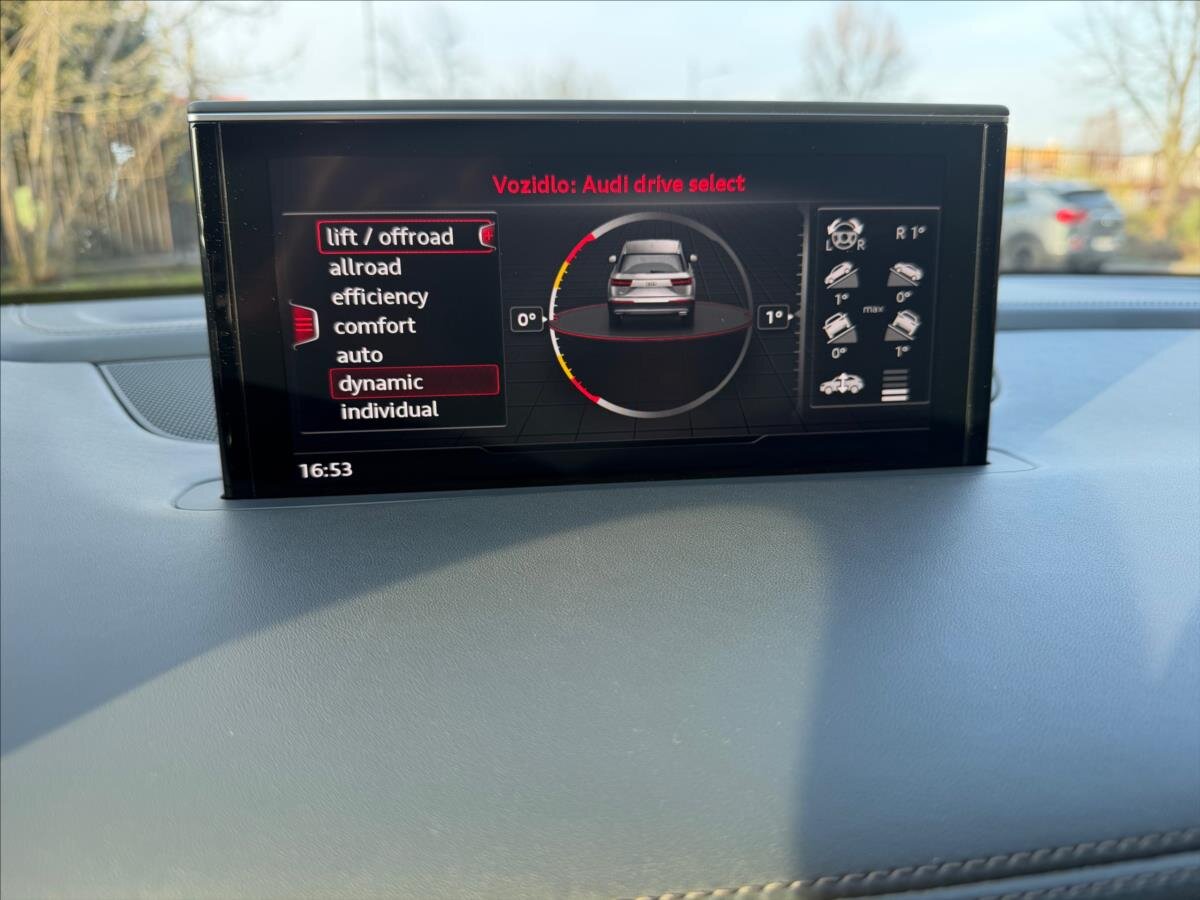 Vozidlo: Audi drive select
lift / offroad
allroad
efficiency
comfort
auto
dynamic
individual
0°
1°
L R R 1°
1° 0°
max
0° 1°
16:53